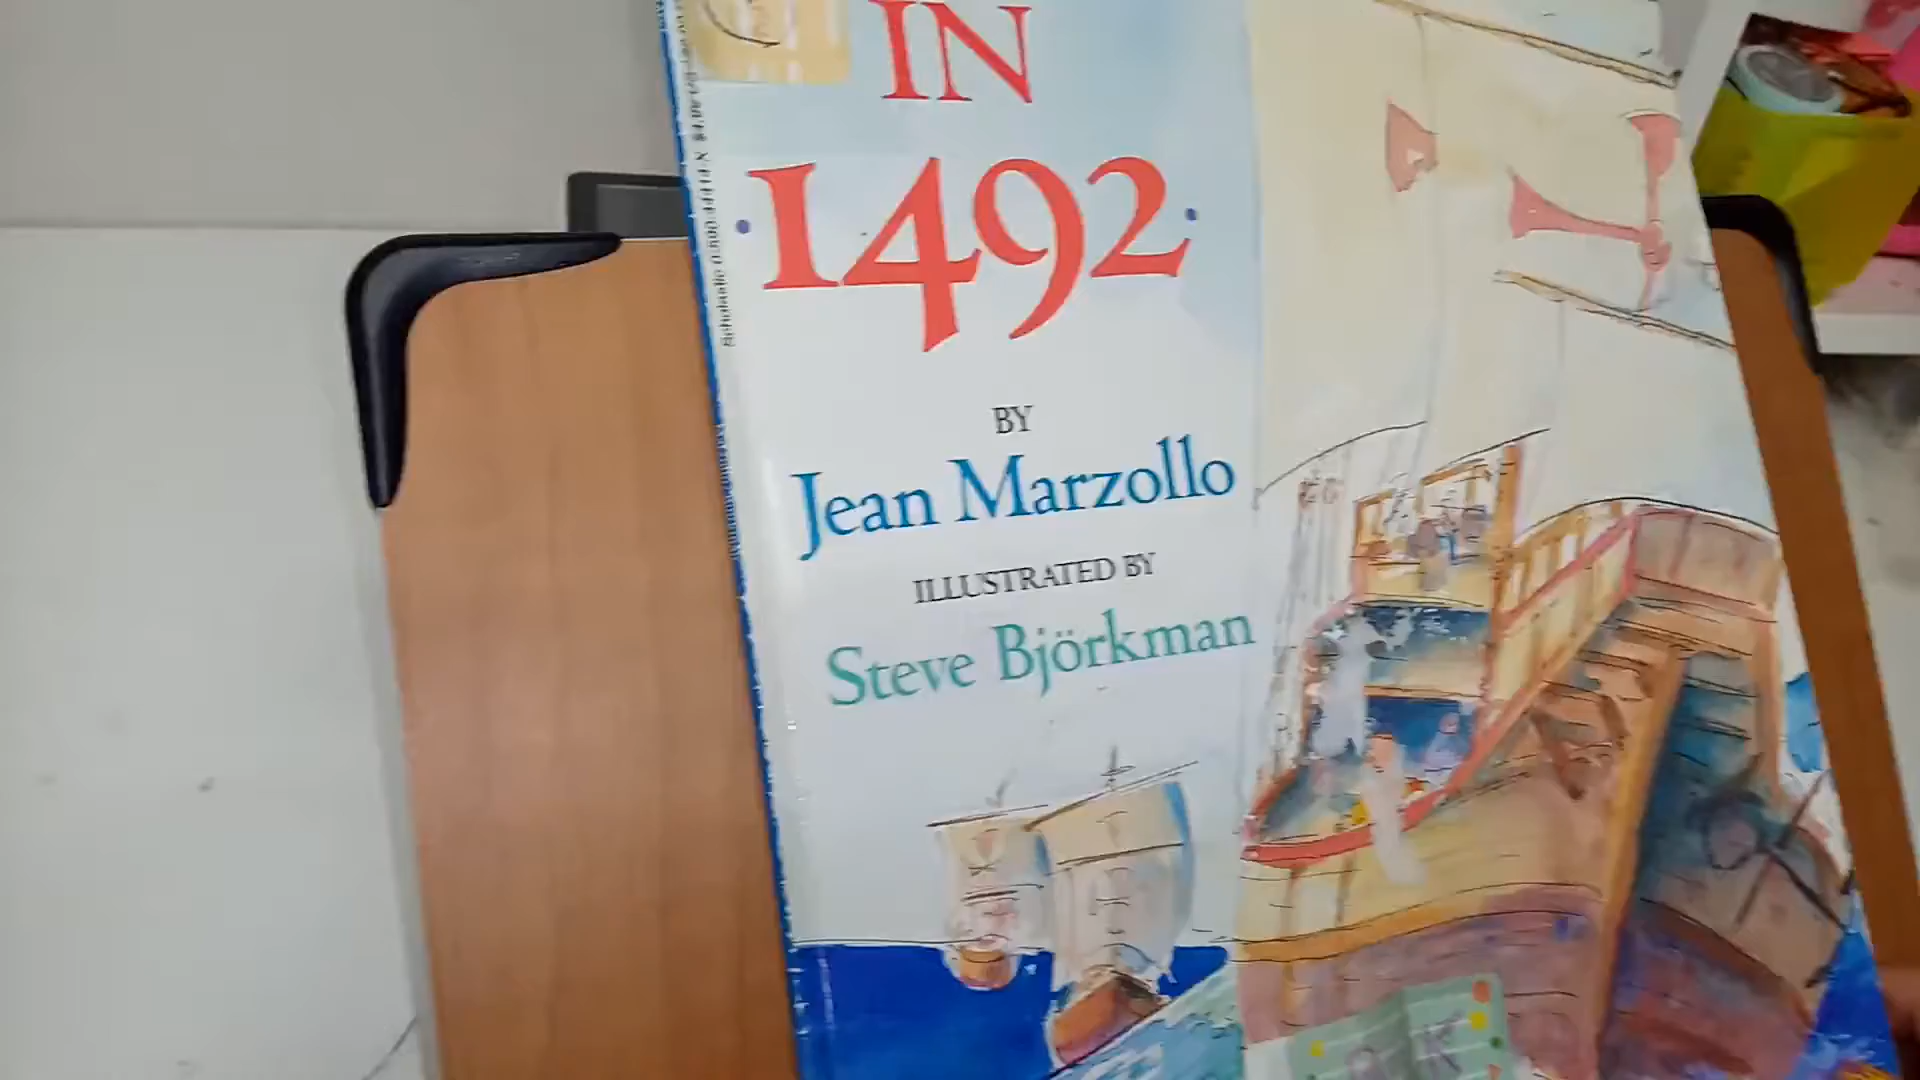 IN
1492
BY
Jean Marzollo
ILLUSTRATED BY
Steve Björkman